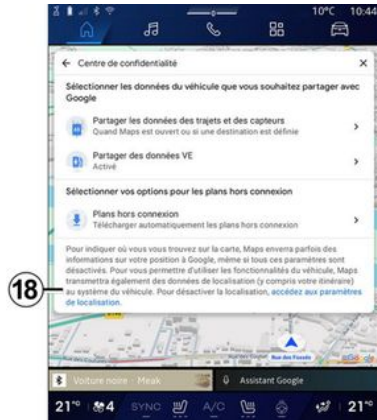 10°C 10:44
Centre de confidentialité
Sélectionner les données du véhicule que vous souhaitez partager avec
Google
Partager les données des trajets et des capteurs
Quand Maps est ouvert ou si une destination est définie
Partager des données VE
Activé
Sélectionner vos options pour les plans hors connexion
Plans hors connexion
Télécharger automatiquement les plans hors connexion
Pour indiquer où vous vous trouvez sur la carte, Maps enverra parfois des
informations sur votre position à Google, même si tous ces paramètres sont
désactivés. Pour vous permettre d'utiliser les fonctionnalités du véhicule, Maps
transmettra également des données de localisation (y compris votre itinéraire)
18
au système du véhicule. Pour désactiver la localisation, accédez aux paramètres
de localisation.
Rue des Fossés
Google
Voiture noire - Meak
Assistant Google
21°C 4 SYNC A/C 21°C